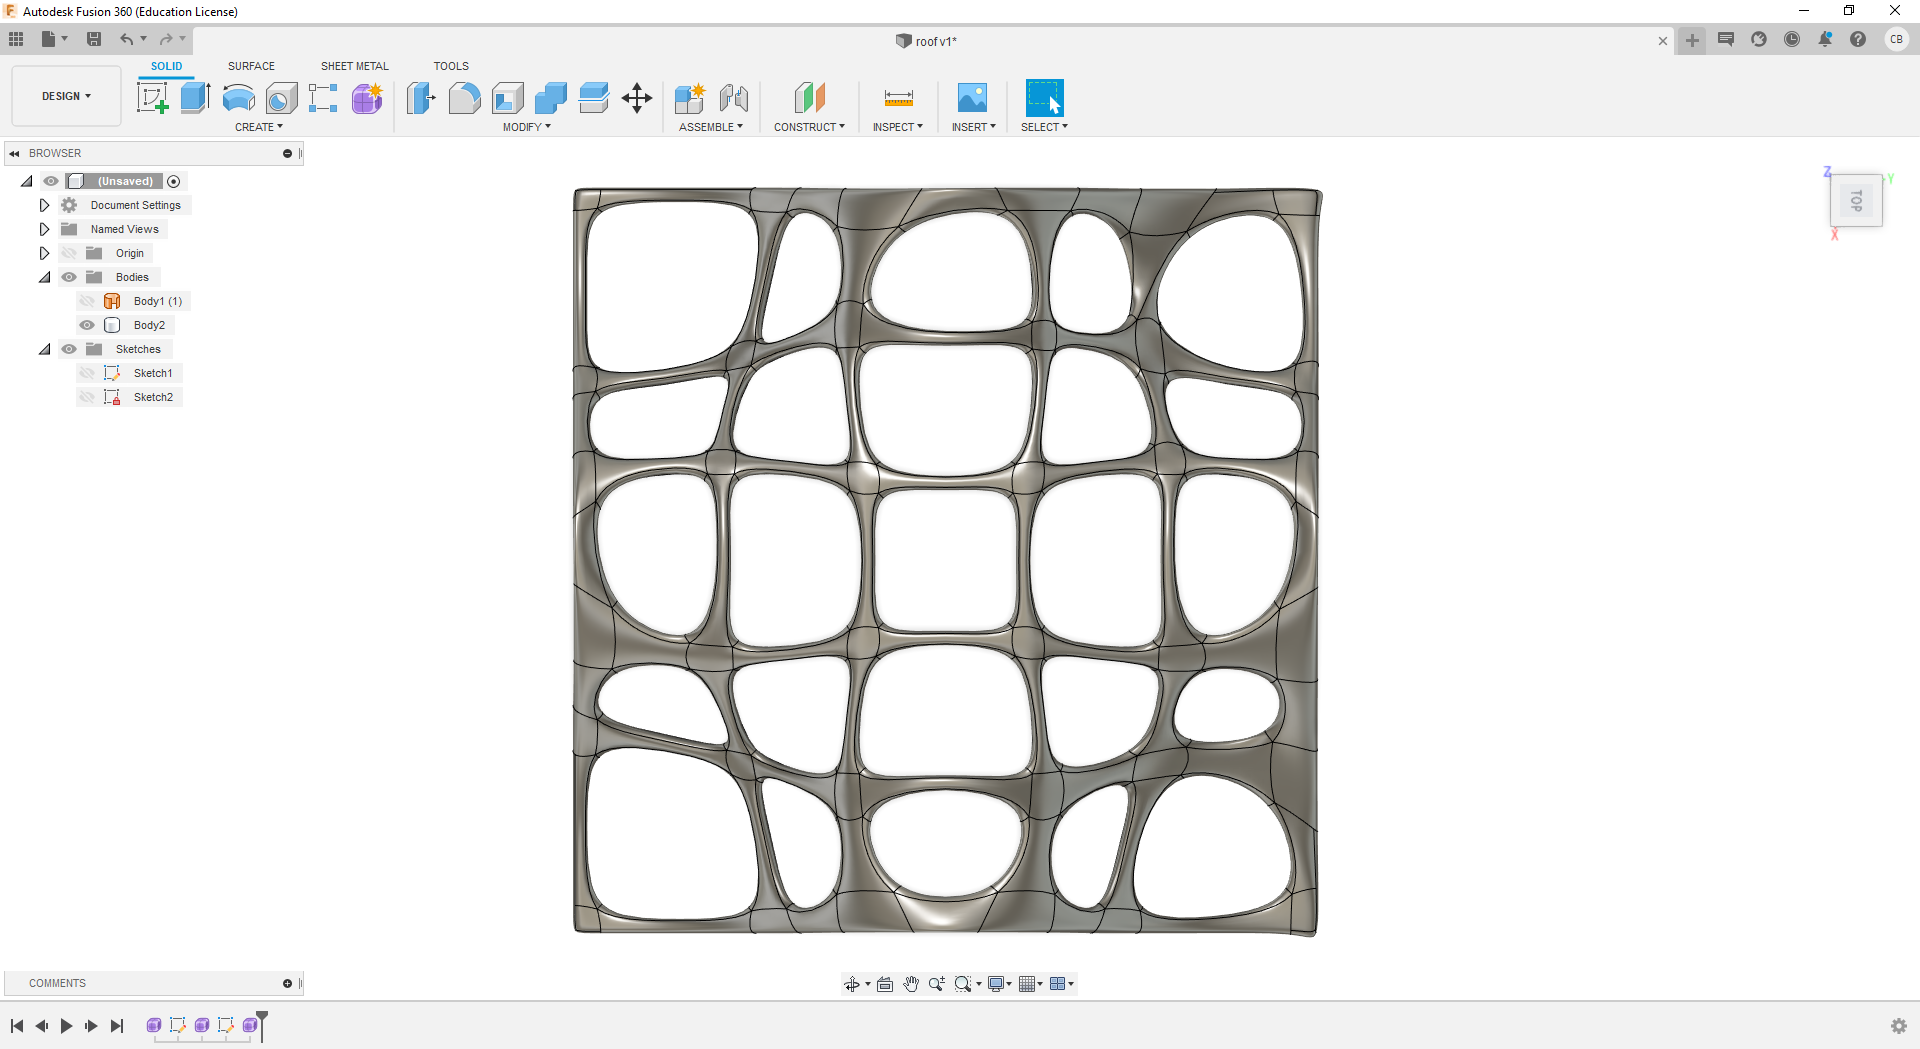 Autodesk Fusion 360 (Education License)
roof v1*
CB
DESIGN
SOLID SURFACE SHEET METAL TOOLS
CREATE MODIFY ASSEMBLE CONSTRUCT INSPECT INSERT SELECT
BROWSER
(Unsaved)
Document Settings
Named Views
Origin
Bodies
Body1 (1)
Body2
Sketches
Sketch1
Sketch2
Z
Y
TOP
X
COMMENTS